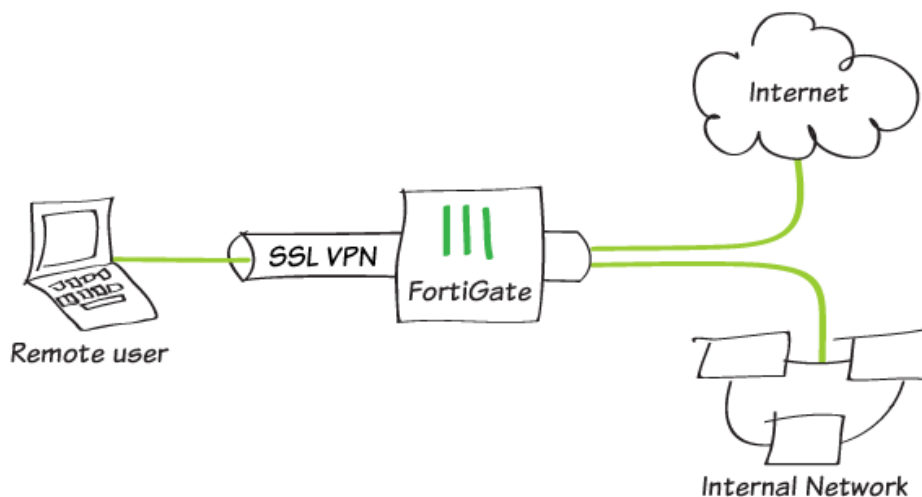 Internet
SSL VPN
FortiGate
Remote user
Internal Network